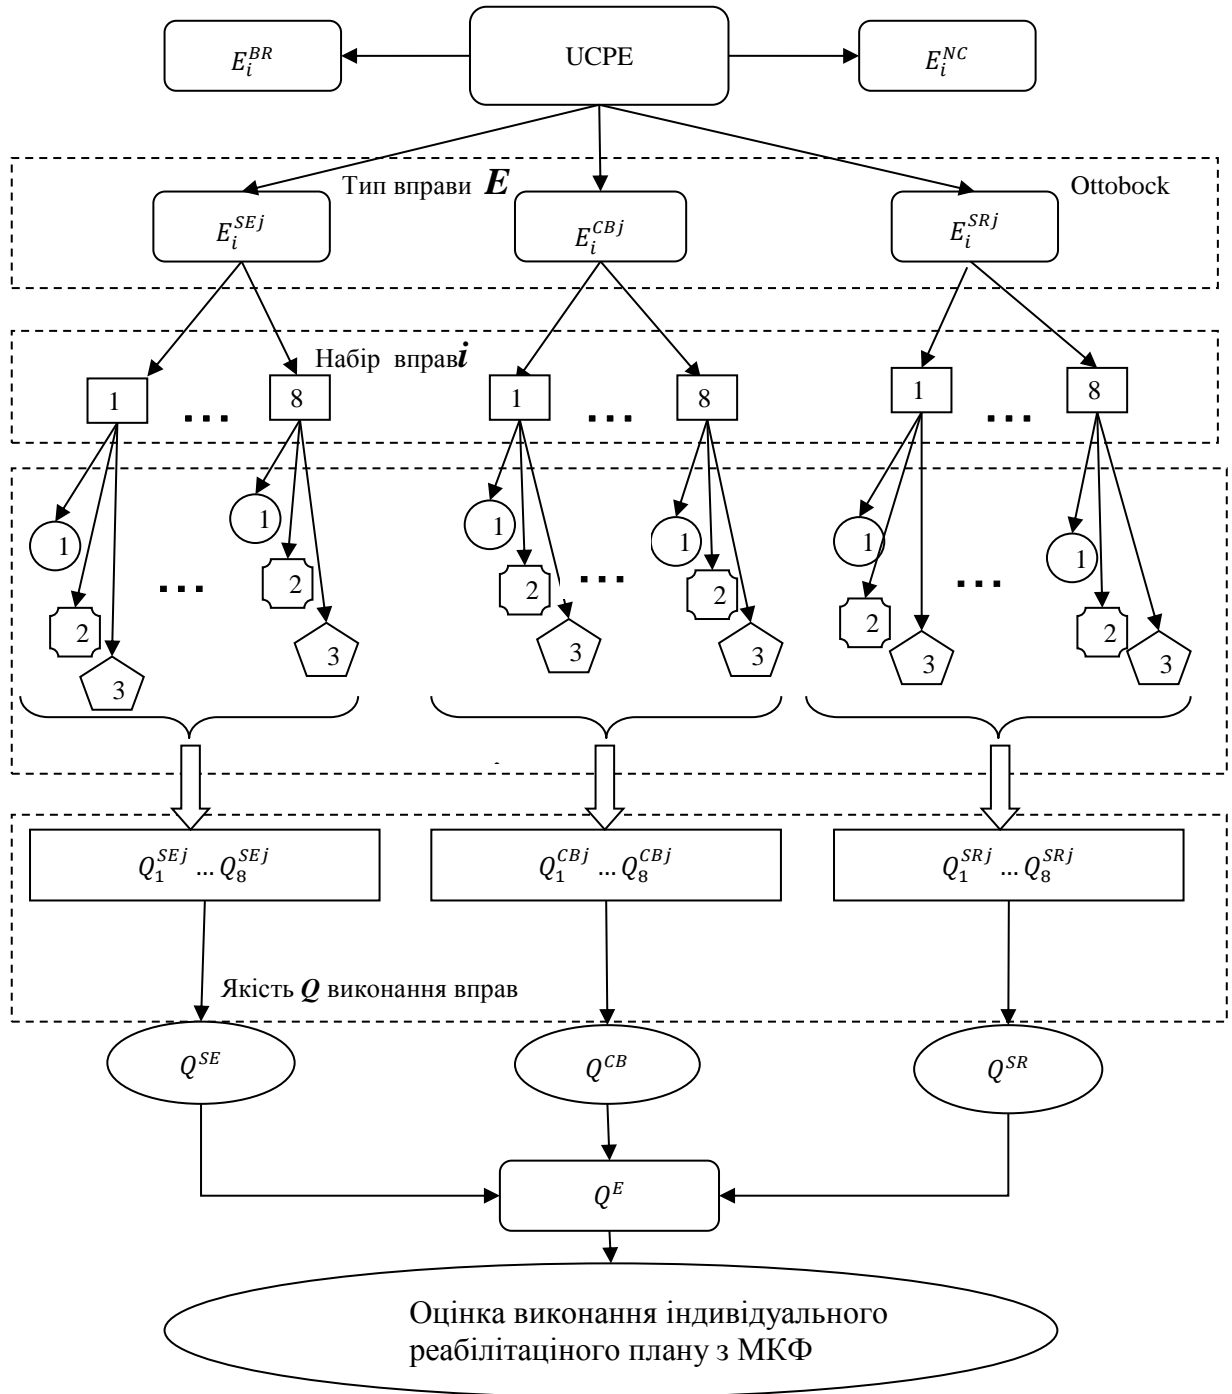 E_i^{BR} UCPE E_i^{NC}
Тип вправи E Ottobock
E_i^{SEj} E_i^{CBj} E_i^{SRj}
Набір вправ i
1 ... 8 1 ... 8 1 ... 8
1 1 1 1 1 1
... ... ...
2 2 2 2 2 2
3 3 3 3 3 3
Q_1^{SEj} ... Q_8^{SEj} Q_1^{CBj} ... Q_8^{CBj} Q_1^{SRj} ... Q_8^{SRj}
Якість Q виконання вправ
Q^{SE} Q^{CB} Q^{SR}
Q^E
Оцінка виконання індивідуального
реабілітаціного плану з МКФ